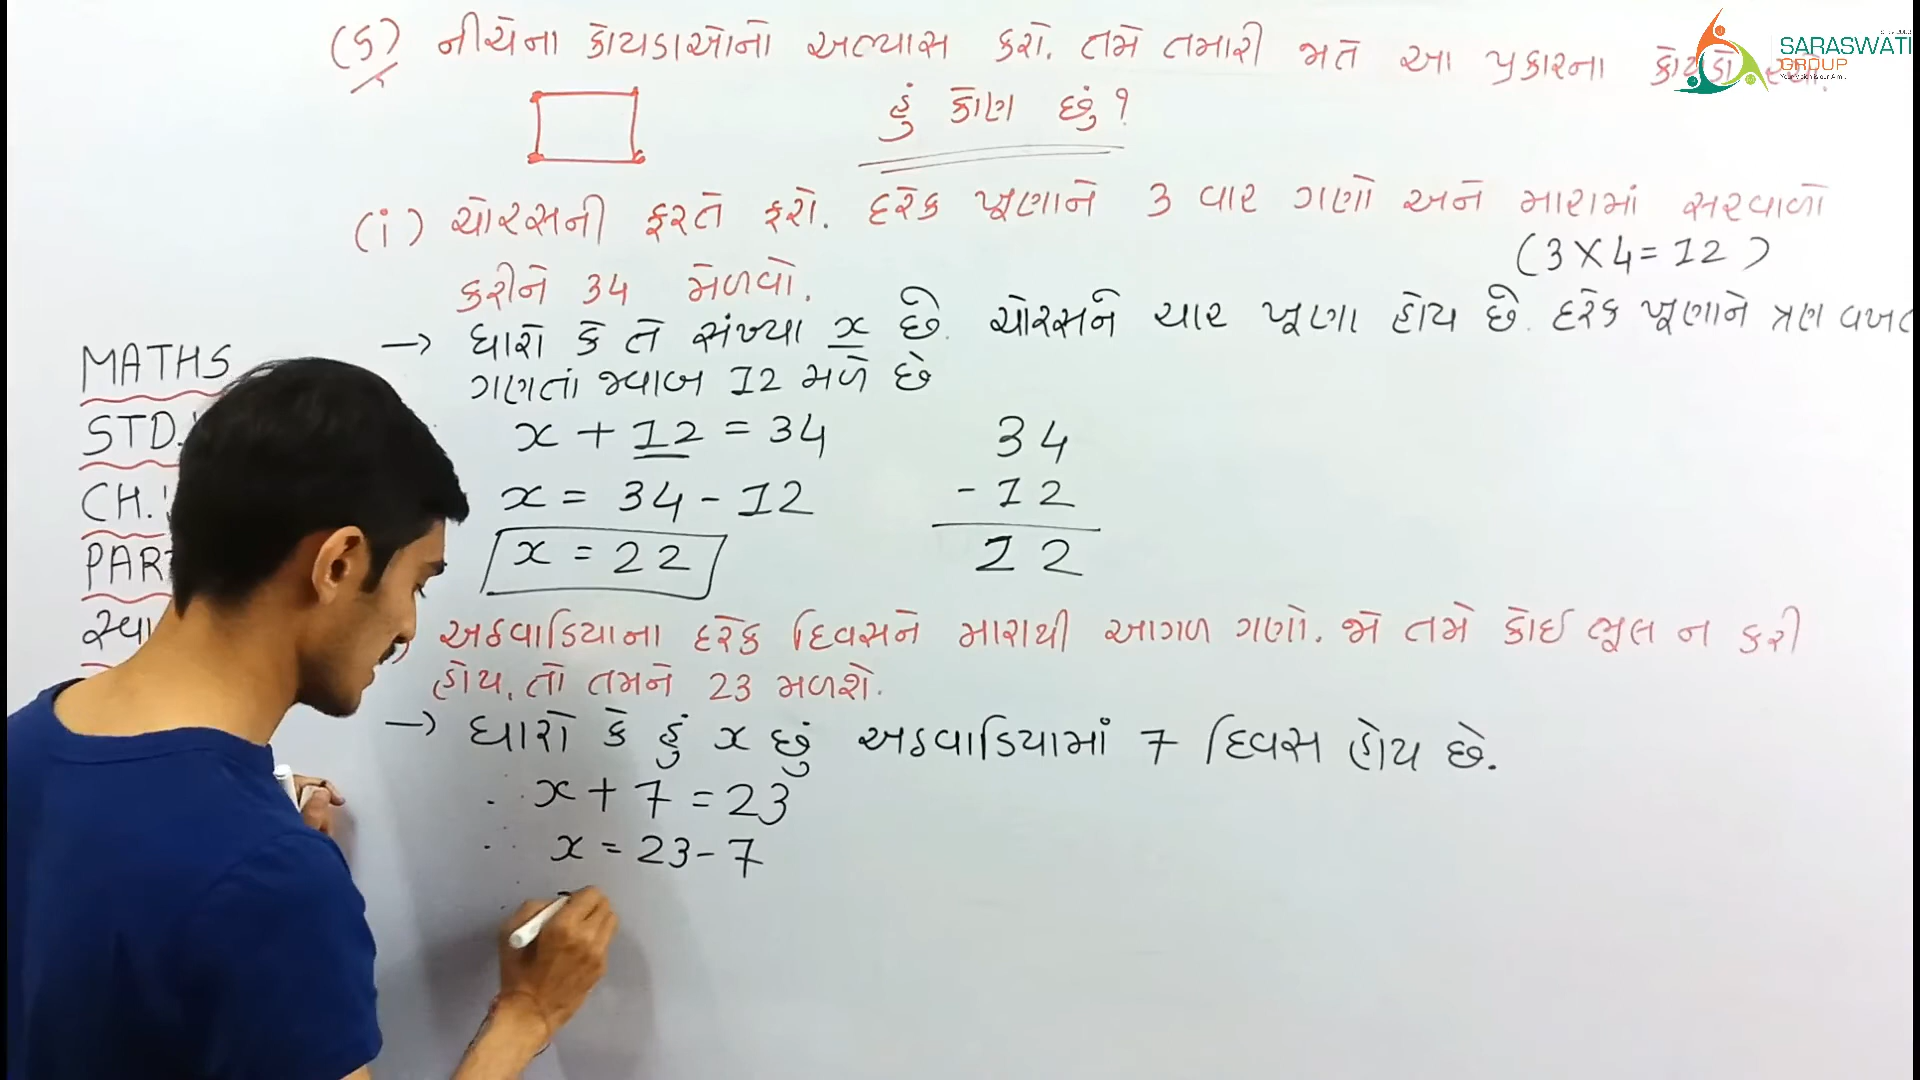 (ક) નીચેના કોયડાઓનો અભ્યાસ કરો. તમે તમારી જાતે આ પ્રકારના કોયડા
SARASWATI
GROUP
હું કોણ છું?
(i) ચોરસની ફરતે ફરો. દરેક ખૂણાને 3 વાર ગણો અને મારામાં સરવાળો
(3 X 4 = 12)
કરીને 34 મેળવો.
→ ધારો કે તે સંખ્યા x છે. ચોરસને ચાર ખૂણા હોય છે. દરેક ખૂણાને ત્રણ વખત
ગણતાં જવાબ 12 મળે છે
x + 12 = 34
x = 34 - 12
x = 22
34
- 12
22
MATHS
STD.
CH.
PAR
સ્વા
અઠવાડિયાના દરેક દિવસને મારાથી આગળ ગણો. જો તમે કોઈ ભૂલ ન કરી
હોય, તો તમને 23 મળશે.
→ ધારો કે હું x છું અઠવાડિયામાં 7 દિવસ હોય છે.
x + 7 = 23
x = 23 - 7